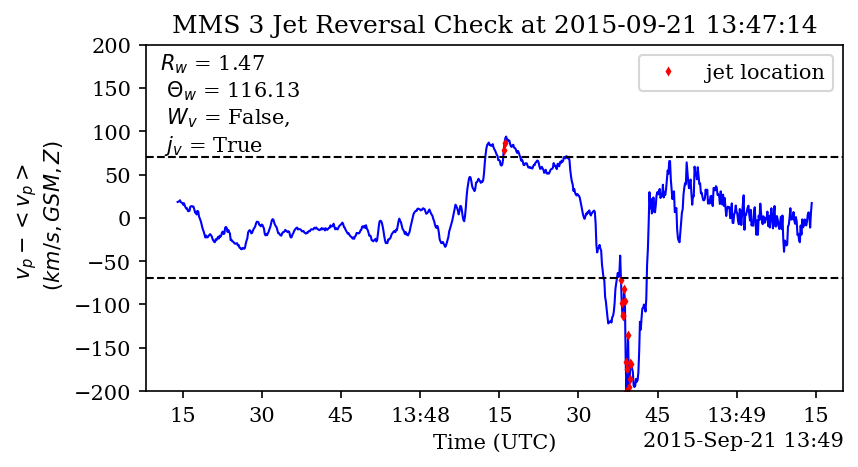 MMS 3 Jet Reversal Check at 2015-09-21 13:47:14
R_w = 1.47
Θ_w = 116.13
W_v = False,
j_v = True
jet location
v_p - < v_p >
(km/s, GSM, Z)
200
150
100
50
0
−50
−100
−150
−200
15 30 45 13:48 15 30 45 13:49 15
Time (UTC)
2015-Sep-21 13:49